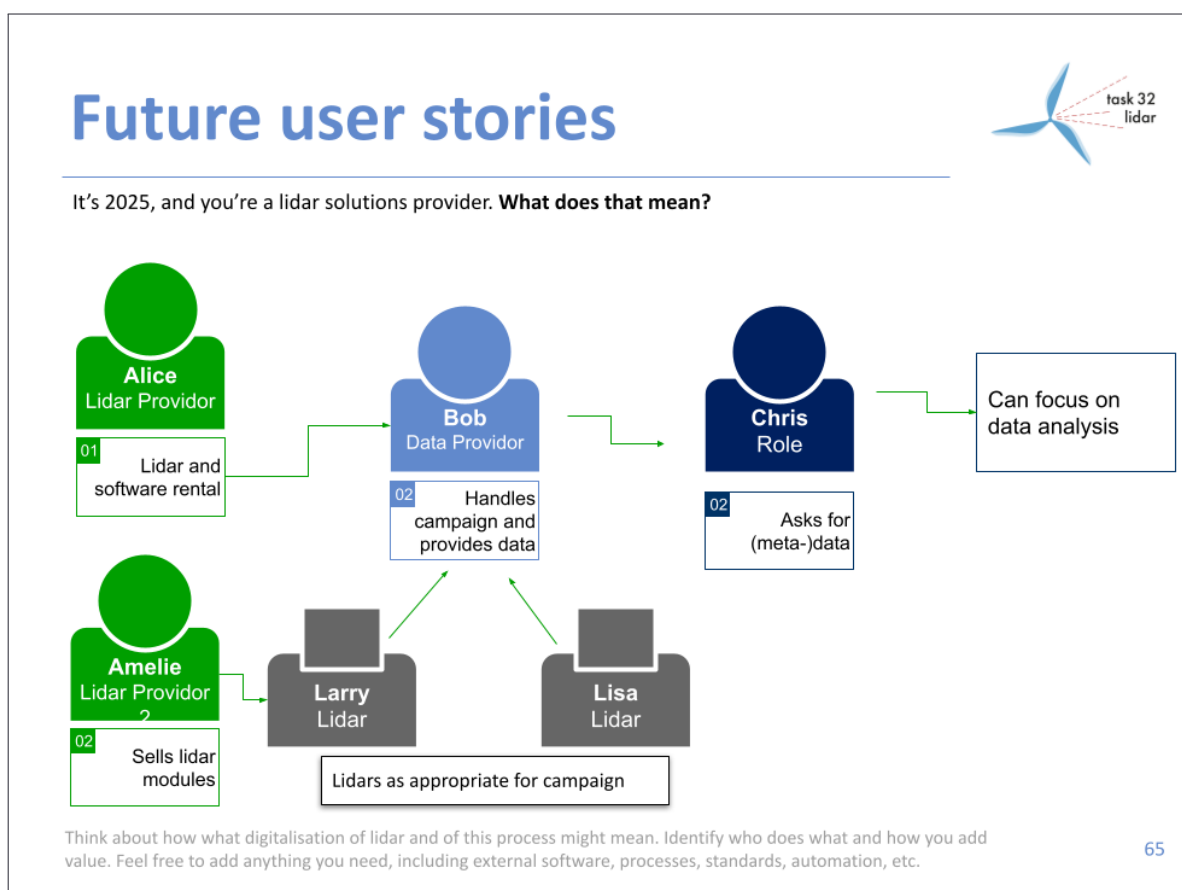 Future user stories
task 32
lidar
It's 2025, and you're a lidar solutions provider. What does that mean?
Alice
Lidar Providor
01
Lidar and
software rental
Bob
Data Providor
02
Handles
campaign and
provides data
Chris
Role
02
Asks for
(meta-)data
Can focus on
data analysis
Amelie
Lidar Providor
2
02
Sells lidar
modules
Larry
Lidar
Lisa
Lidar
Lidars as appropriate for campaign
Think about how what digitalisation of lidar and of this process might mean. Identify who does what and how you add
value. Feel free to add anything you need, including external software, processes, standards, automation, etc.
65